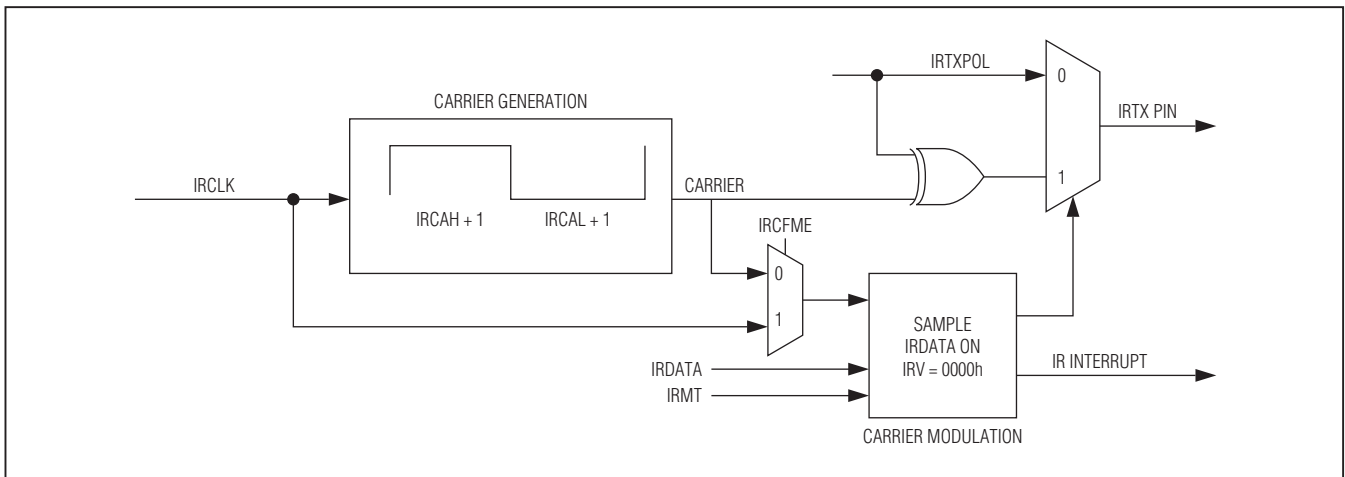 IRTXPOL
0
CARRIER GENERATION
IRTX PIN
IRCLK
CARRIER
1
IRCAH + 1
IRCAL + 1
IRCFME
0
1
SAMPLE
IRDATA ON
IRV = 0000h
IRDATA
IR INTERRUPT
IRMT
CARRIER MODULATION